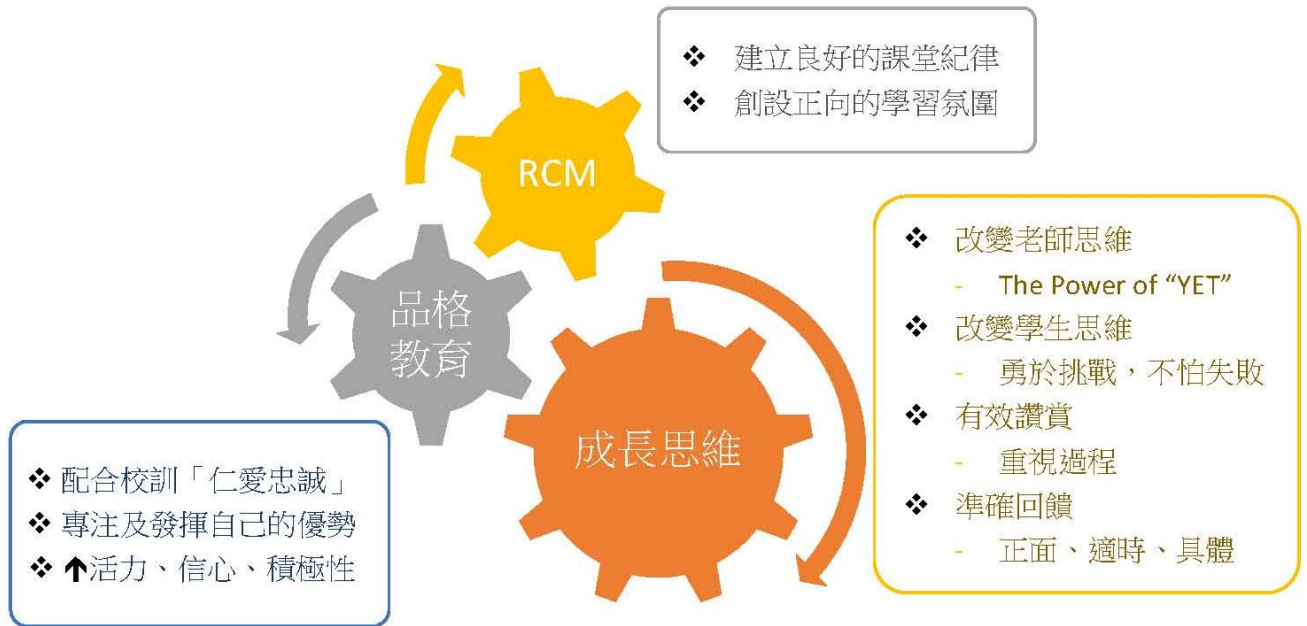 ❖ 建立良好的課堂紀律
❖ 創設正向的學習氛圍
RCM
品格
教育
成長思維
❖ 改變老師思維
- The Power of “YET”
❖ 改變學生思維
- 勇於挑戰，不怕失敗
❖ 有效讚賞
- 重視過程
❖ 準確回饋
- 正面、適時、具體
❖ 配合校訓「仁愛忠誠」
❖ 專注及發揮自己的優勢
❖ ↑活力、信心、積極性